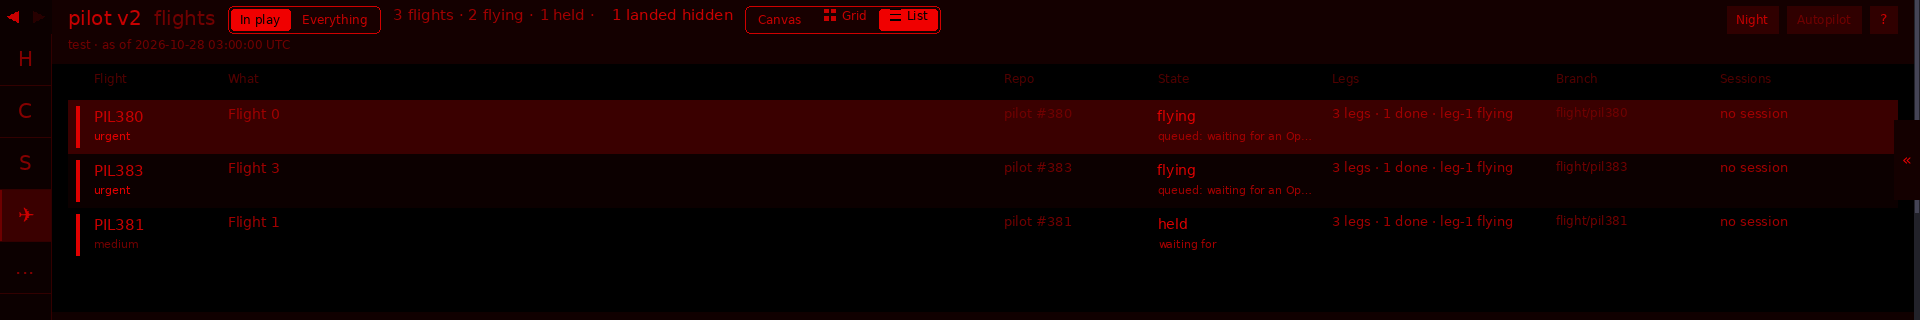 ◀ ▶ pilot v2 flights In play Everything 3 flights · 2 flying · 1 held · 1 landed hidden Canvas Grid List Night Autopilot ?
test · as of 2026-10-28 03:00:00 UTC
H
C
S
✈
...
Flight What Repo State Legs Branch Sessions
PIL380 Flight 0 pilot #380 flying 3 legs · 1 done · leg-1 flying flight/pil380 no session
urgent queued: waiting for an Op...
PIL383 Flight 3 pilot #383 flying 3 legs · 1 done · leg-1 flying flight/pil383 no session
urgent queued: waiting for an Op...
PIL381 Flight 1 pilot #381 held 3 legs · 1 done · leg-1 flying flight/pil381 no session
medium waiting for
«